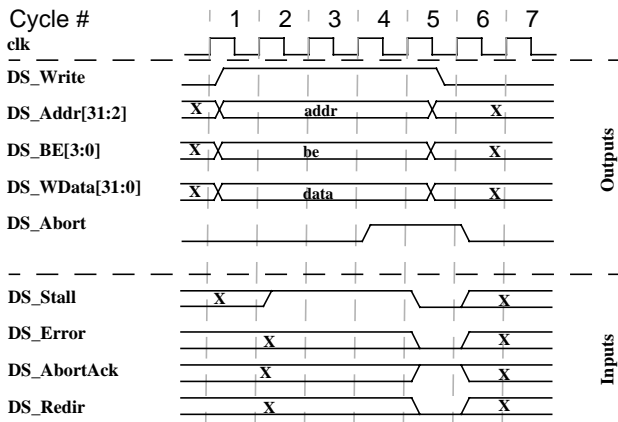 Cycle # 1 2 3 4 5 6 7
clk
DS_Write
DS_Addr[31:2] X addr X
DS_BE[3:0] X be X
DS_WData[31:0] X data X
DS_Abort
Outputs
DS_Stall X X
DS_Error X X
DS_AbortAck X X
DS_Redir X X
Inputs